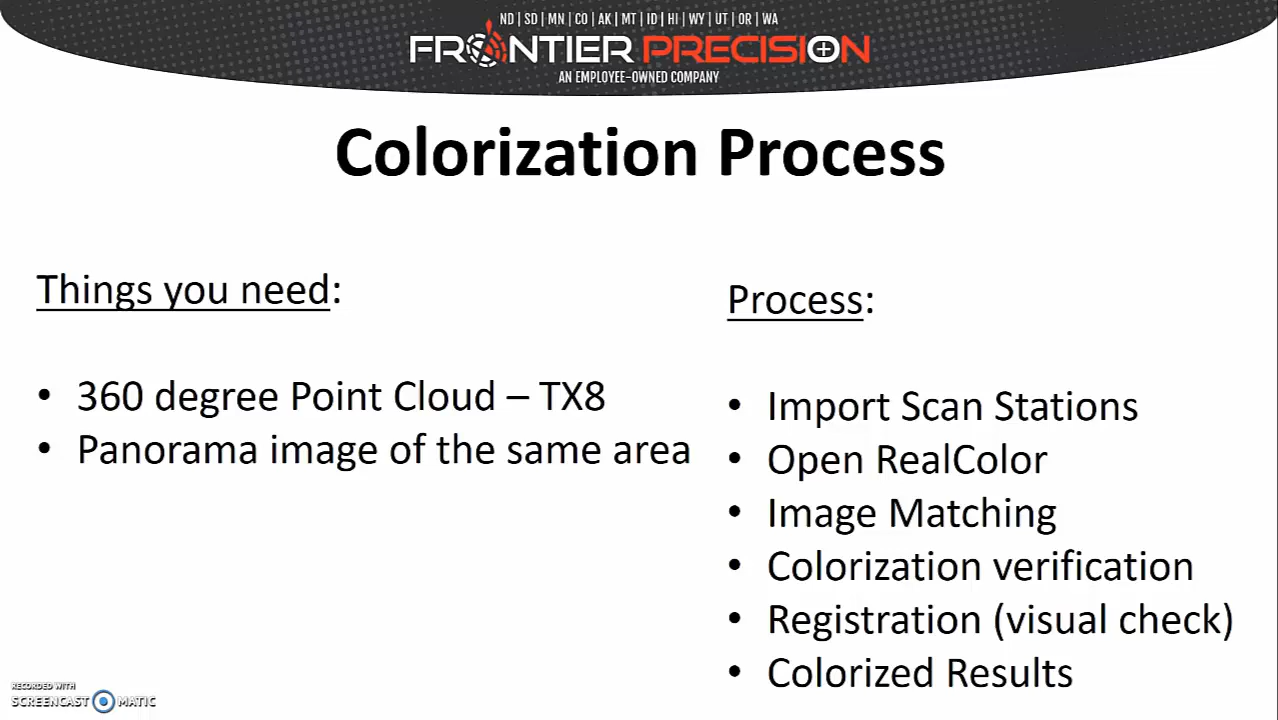 ND | SD | MN | CO | AK | MT | ID | HI | WY | UT | OR | WA
FRONTIER PRECISION
AN EMPLOYEE-OWNED COMPANY
Colorization Process
Things you need:
• 360 degree Point Cloud – TX8
• Panorama image of the same area
Process:
• Import Scan Stations
• Open RealColor
• Image Matching
• Colorization verification
• Registration (visual check)
• Colorized Results
RECORDED WITH
SCREENCAST MATIC